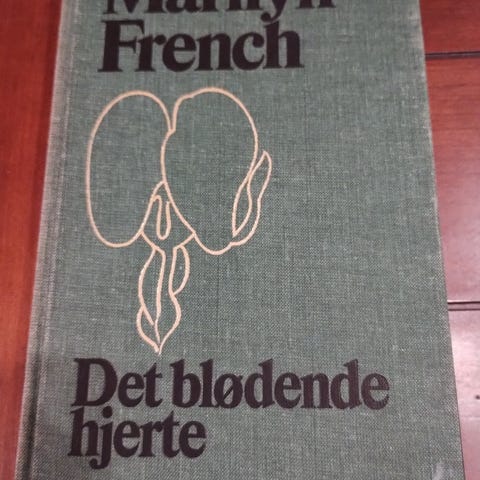 Marilyn
French
Det blødende
hjerte